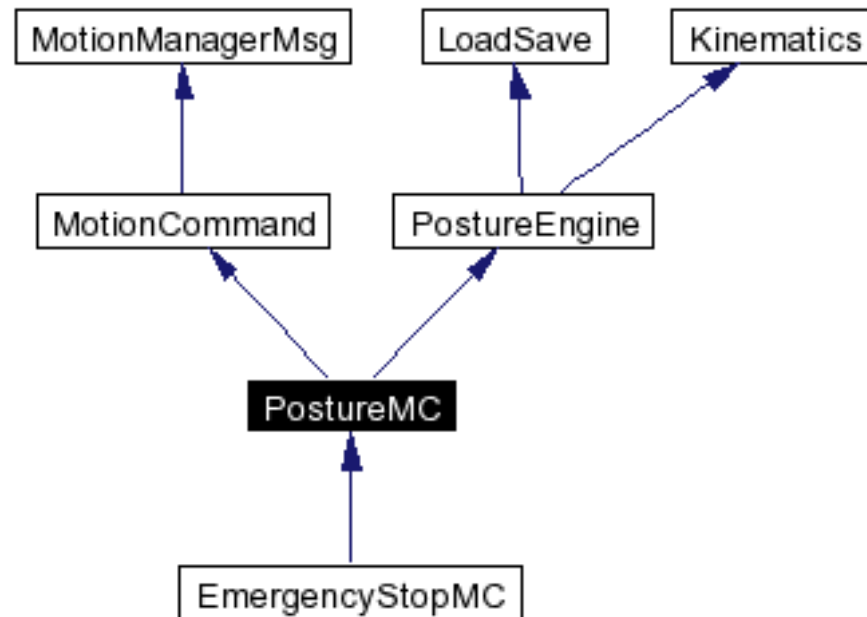 MotionManagerMsg
LoadSave
Kinematics
MotionCommand
PostureEngine
PostureMC
EmergencyStopMC